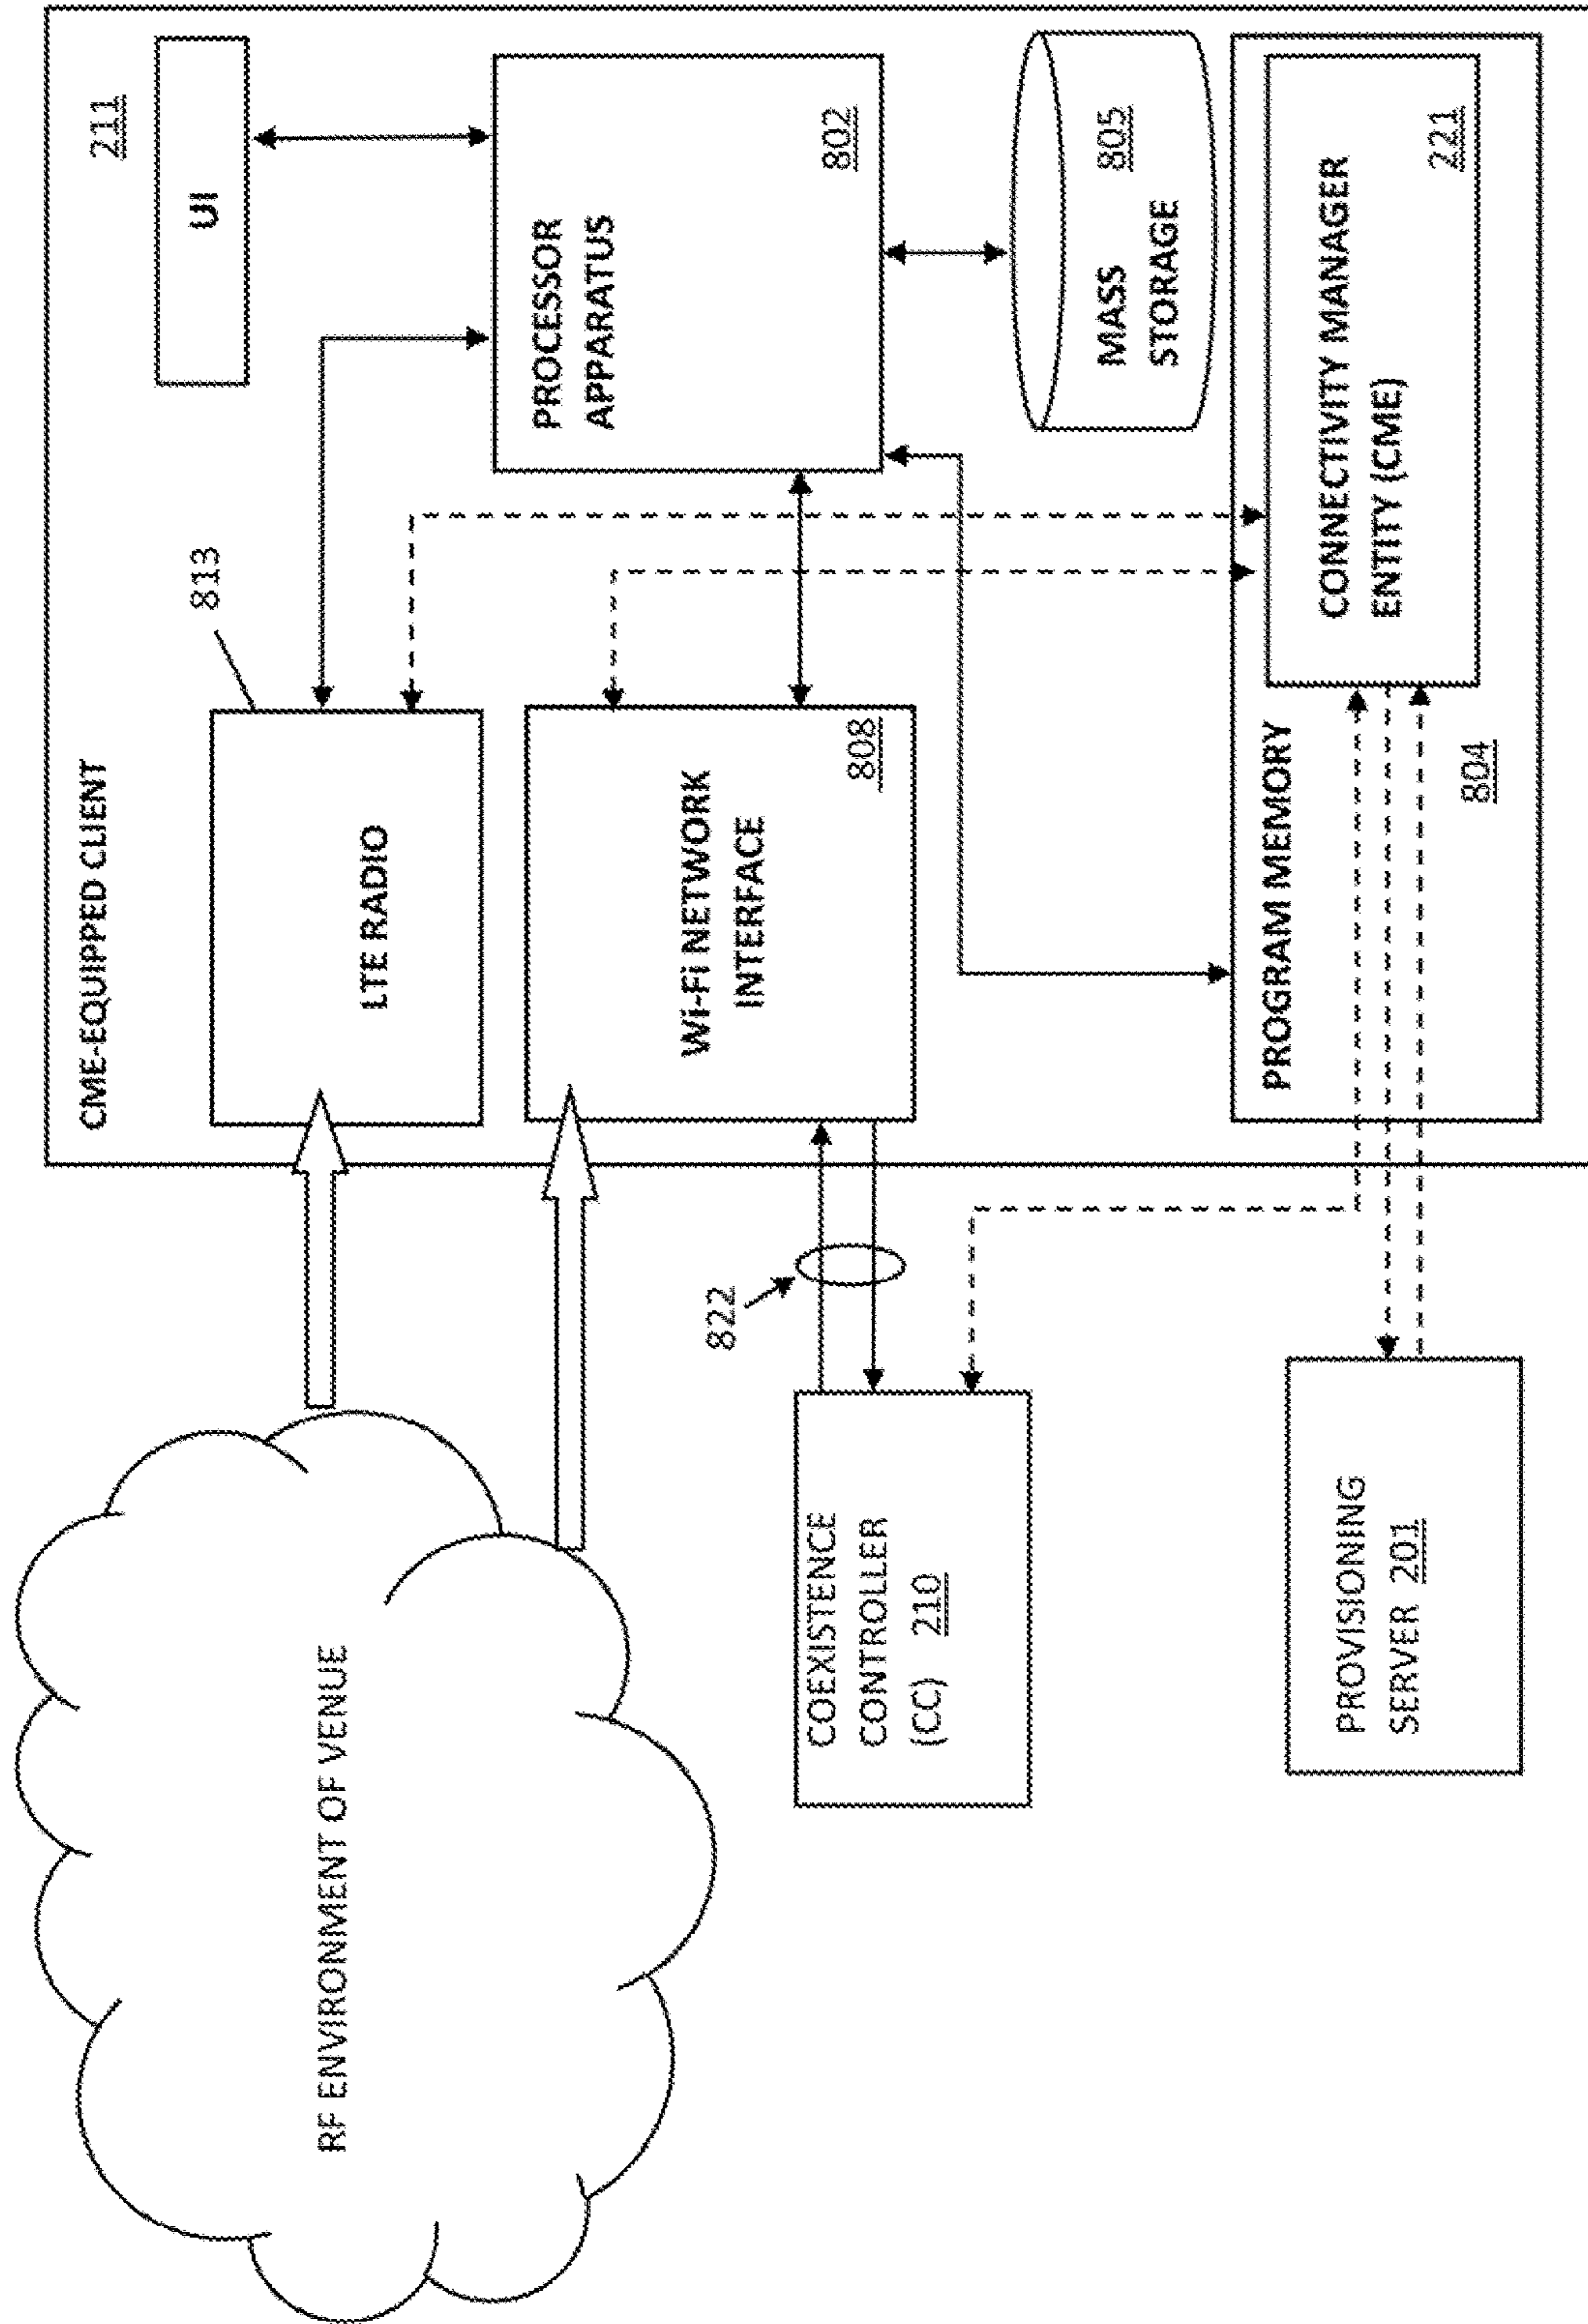 RF ENVIRONMENT OF VENUE
COEXISTENCE
CONTROLLER
(CC) 210
PROVISIONING
SERVER 201
822
CME-EQUIPPED CLIENT
211
LTE RADIO
813
UI
Wi-Fi NETWORK
INTERFACE
808
PROCESSOR
APPARATUS
802
MASS
STORAGE
805
PROGRAM MEMORY
804
CONNECTIVITY MANAGER
ENTITY (CME)
221